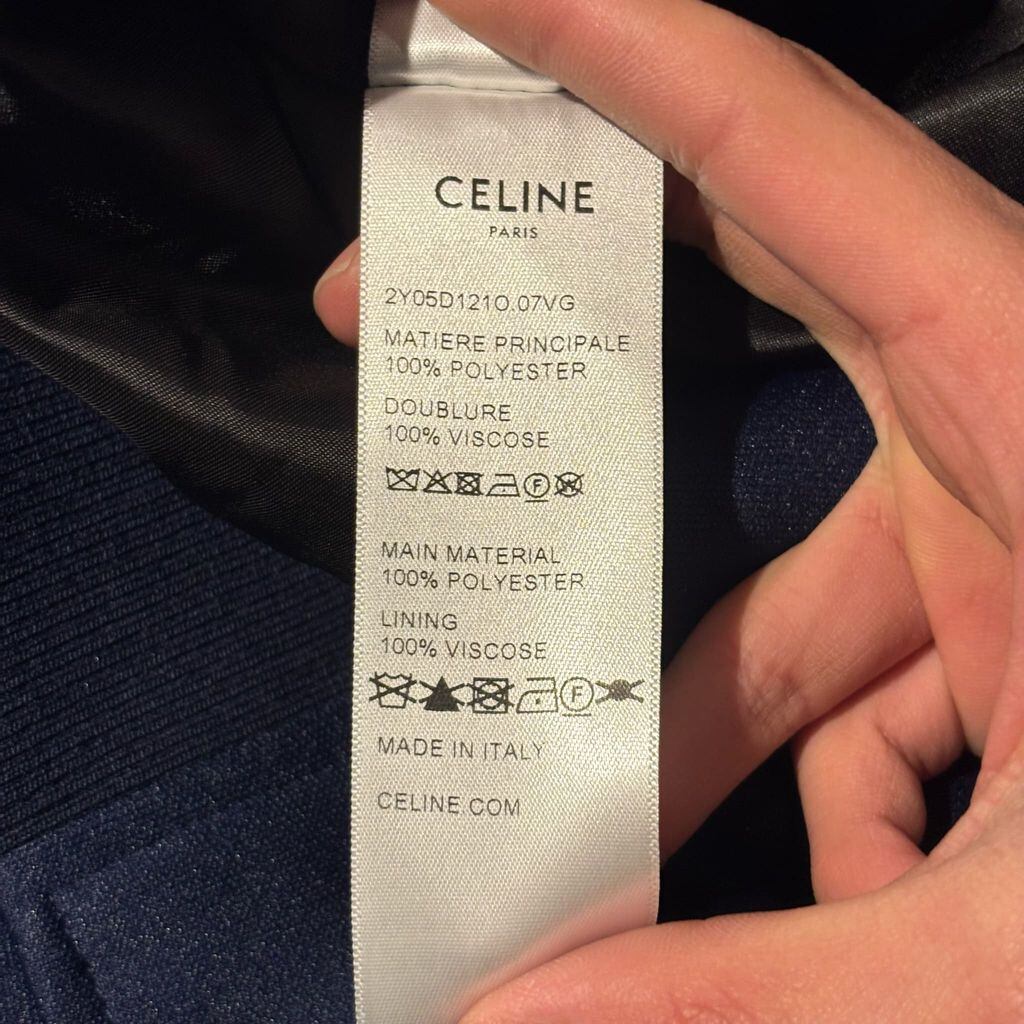 CELINE
PARIS
2Y05D121O.07VG
MATIERE PRINCIPALE
100% POLYESTER
DOUBLURE
100% VISCOSE
F
MAIN MATERIAL
100% POLYESTER
LINING
100% VISCOSE
F
MADE IN ITALY
CELINE.COM